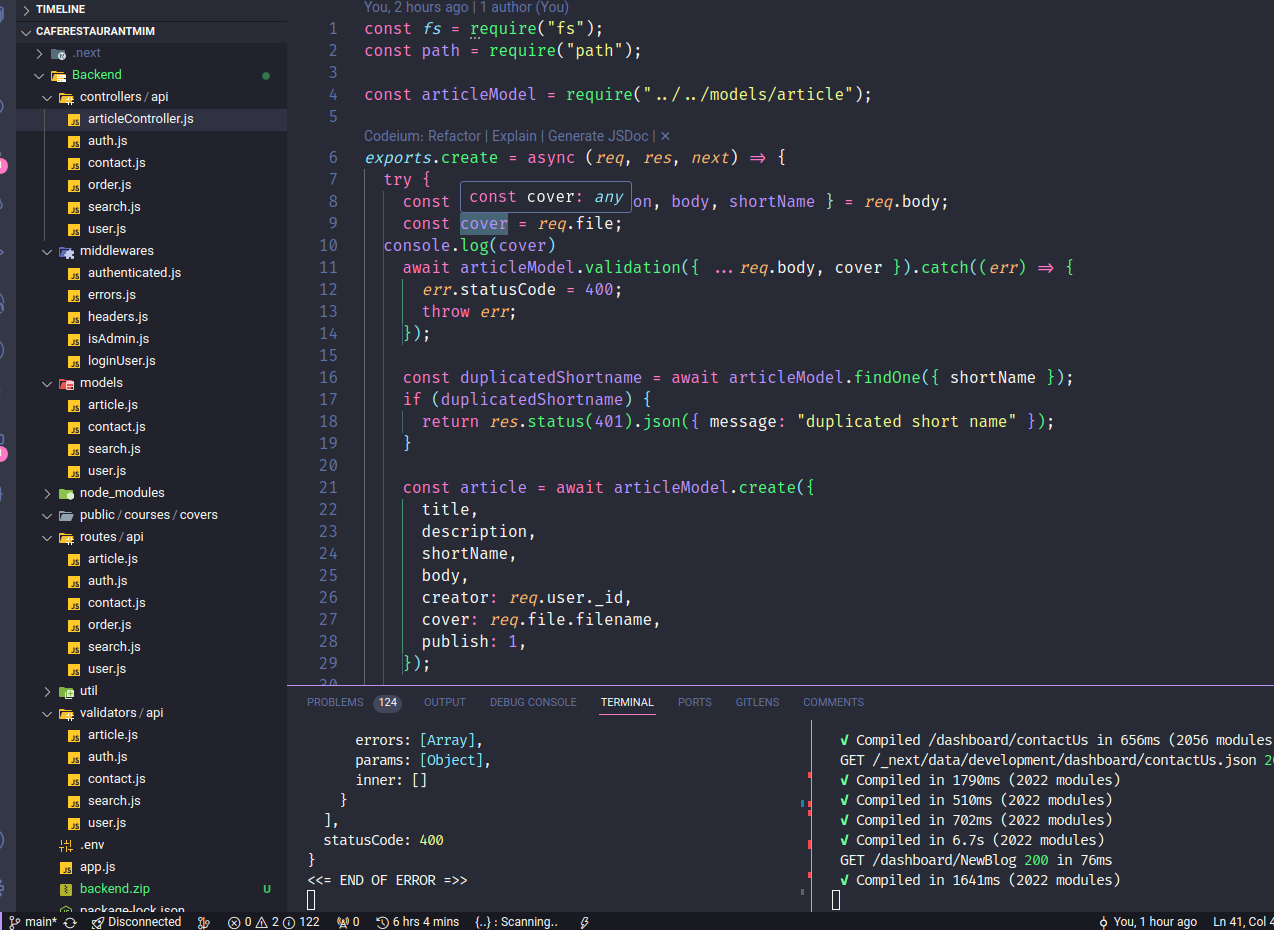 TIMELINE
CAFERESTAURANTMIM
.next
Backend
controllers / api
articleController.js
auth.js
contact.js
order.js
search.js
user.js
middlewares
authenticated.js
errors.js
headers.js
isAdmin.js
loginUser.js
models
article.js
contact.js
search.js
user.js
node_modules
public / courses / covers
routes / api
article.js
auth.js
contact.js
order.js
search.js
user.js
util
validators / api
article.js
auth.js
contact.js
search.js
user.js
.env
app.js
backend.zip U
package-lock.json
You, 2 hours ago | 1 author (You)
1 const fs = require("fs");
2 const path = require("path");
3
4 const articleModel = require("../../models/article");
5
Codeium: Refactor | Explain | Generate JSDoc | ✕
6 exports.create = async (req, res, next) => {
7 try {
const cover: any
8 const on, body, shortName } = req.body;
9 const cover = req.file;
10 console.log(cover)
11 await articleModel.validation({ ...req.body, cover }).catch((err) => {
12 err.statusCode = 400;
13 throw err;
14 });
15
16 const duplicatedShortname = await articleModel.findOne({ shortName });
17 if (duplicatedShortname) {
18 return res.status(401).json({ message: "duplicated short name" });
19 }
20
21 const article = await articleModel.create({
22 title,
23 description,
24 shortName,
25 body,
26 creator: req.user._id,
27 cover: req.file.filename,
28 publish: 1,
29 });
30
PROBLEMS 124 OUTPUT DEBUG CONSOLE TERMINAL PORTS GITLENS COMMENTS
errors: [Array],
params: [Object],
inner: []
}
],
statusCode: 400
}
<<= END OF ERROR =>>
✓ Compiled /dashboard/contactUs in 656ms (2056 modules
GET /_next/data/development/dashboard/contactUs.json 20
✓ Compiled in 1790ms (2022 modules)
✓ Compiled in 510ms (2022 modules)
✓ Compiled in 702ms (2022 modules)
✓ Compiled in 6.7s (2022 modules)
GET /dashboard/NewBlog 200 in 76ms
✓ Compiled in 1641ms (2022 modules)
main* Disconnected 0 2 122 0 6 hrs 4 mins {..} : Scanning.. You, 1 hour ago Ln 41, Col 4